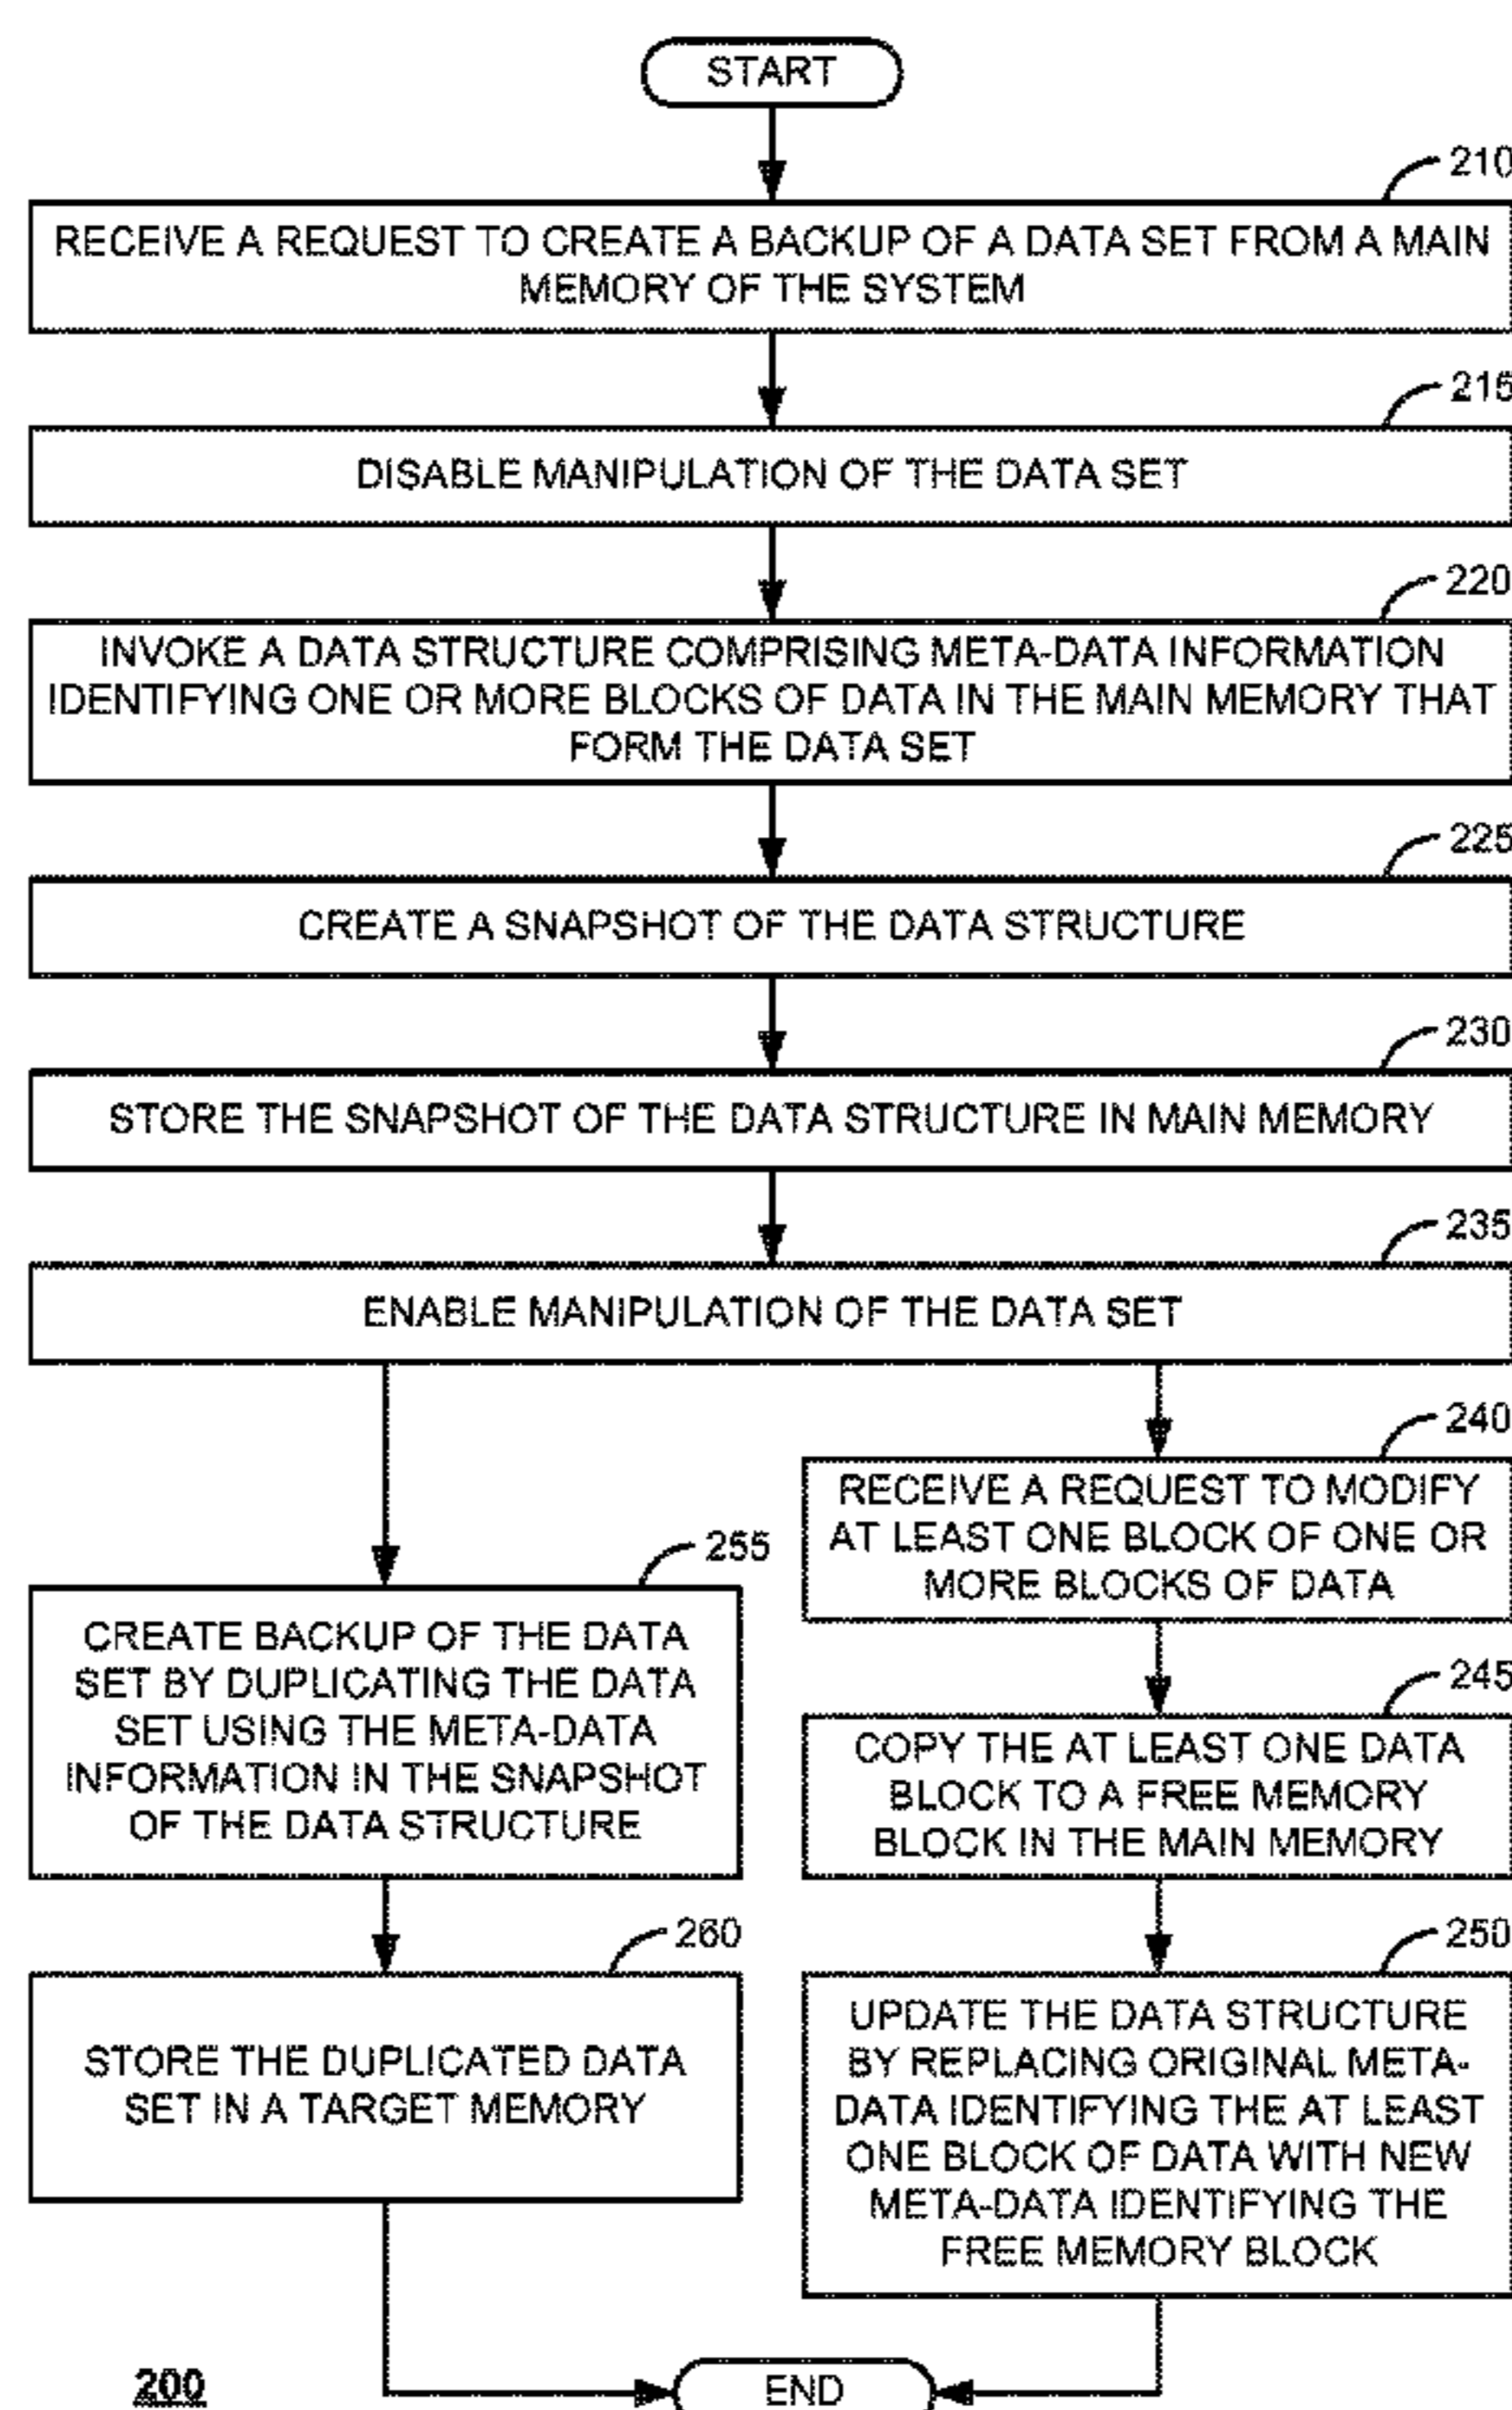 START
210
RECEIVE A REQUEST TO CREATE A BACKUP OF A DATA SET FROM A MAIN
MEMORY OF THE SYSTEM
215
DISABLE MANIPULATION OF THE DATA SET
220
INVOKE A DATA STRUCTURE COMPRISING META-DATA INFORMATION
IDENTIFYING ONE OR MORE BLOCKS OF DATA IN THE MAIN MEMORY THAT
FORM THE DATA SET
225
CREATE A SNAPSHOT OF THE DATA STRUCTURE
230
STORE THE SNAPSHOT OF THE DATA STRUCTURE IN MAIN MEMORY
235
ENABLE MANIPULATION OF THE DATA SET
240
RECEIVE A REQUEST TO MODIFY
AT LEAST ONE BLOCK OF ONE OR
MORE BLOCKS OF DATA
255
CREATE BACKUP OF THE DATA
SET BY DUPLICATING THE DATA
SET USING THE META-DATA
INFORMATION IN THE SNAPSHOT
OF THE DATA STRUCTURE
245
COPY THE AT LEAST ONE DATA
BLOCK TO A FREE MEMORY
BLOCK IN THE MAIN MEMORY
260
STORE THE DUPLICATED DATA
SET IN A TARGET MEMORY
250
UPDATE THE DATA STRUCTURE
BY REPLACING ORIGINAL META-
DATA IDENTIFYING THE AT LEAST
ONE BLOCK OF DATA WITH NEW
META-DATA IDENTIFYING THE
FREE MEMORY BLOCK
200
END